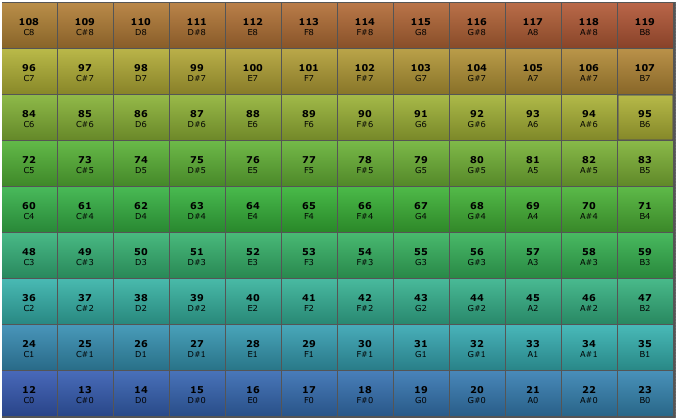 108 109 110 111 112 113 114 115 116 117 118 119
C8 C#8 D8 D#8 E8 F8 F#8 G8 G#8 A8 A#8 B8
96 97 98 99 100 101 102 103 104 105 106 107
C7 C#7 D7 D#7 E7 F7 F#7 G7 G#7 A7 A#7 B7
84 85 86 87 88 89 90 91 92 93 94 95
C6 C#6 D6 D#6 E6 F6 F#6 G6 G#6 A6 A#6 B6
72 73 74 75 76 77 78 79 80 81 82 83
C5 C#5 D5 D#5 E5 F5 F#5 G5 G#5 A5 A#5 B5
60 61 62 63 64 65 66 67 68 69 70 71
C4 C#4 D4 D#4 E4 F4 F#4 G4 G#4 A4 A#4 B4
48 49 50 51 52 53 54 55 56 57 58 59
C3 C#3 D3 D#3 E3 F3 F#3 G3 G#3 A3 A#3 B3
36 37 38 39 40 41 42 43 44 45 46 47
C2 C#2 D2 D#2 E2 F2 F#2 G2 G#2 A2 A#2 B2
24 25 26 27 28 29 30 31 32 33 34 35
C1 C#1 D1 D#1 E1 F1 F#1 G1 G#1 A1 A#1 B1
12 13 14 15 16 17 18 19 20 21 22 23
C0 C#0 D0 D#0 E0 F0 F#0 G0 G#0 A0 A#0 B0